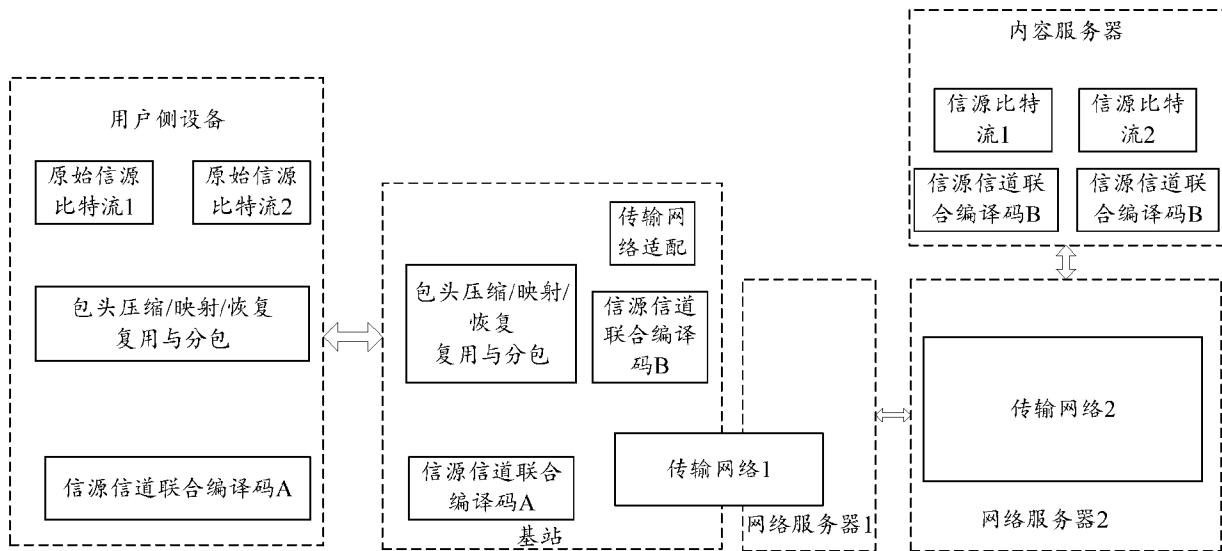 用户侧设备
原始信源
比特流1
原始信源
比特流2
包头压缩/映射/恢复
复用与分包
信源信道联合编译码A
传输网
络适配
包头压缩/映射/
恢复
复用与分包
信源信道
联合编译
码B
信源信道联合
编译码A
基站
传输网络1
网络服务器1
内容服务器
信源比特
流1
信源比特
流2
信源信道联
合编译码B
信源信道联
合编译码B
传输网络2
网络服务器2